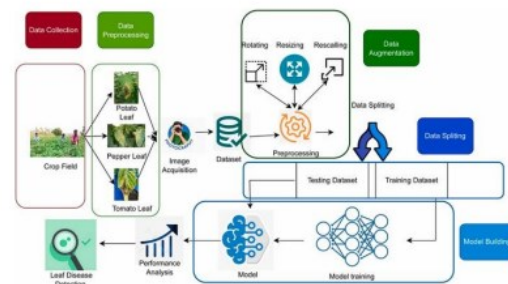 Data Collection
Data
Preprocessing
Rotating
Resizing
Rescalling
Data
Augmentation
Potato
Leaf
Pepper Leaf
Tomato Leaf
Crop Field
Image
Acquisition
Dataset
Preprocessing
Data Splitting
Data Spliting
Testing Dataset
Training Dataset
Model Building
Leaf Disease
Performance
Analysis
Model
Model training